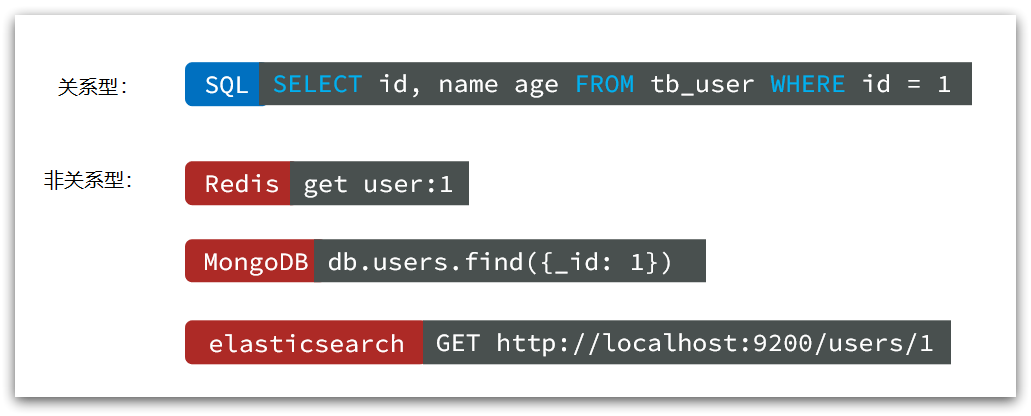 关系型： SQL SELECT id, name age FROM tb_user WHERE id = 1
非关系型： Redis get user:1
MongoDB db.users.find({_id: 1})
elasticsearch GET http://localhost:9200/users/1